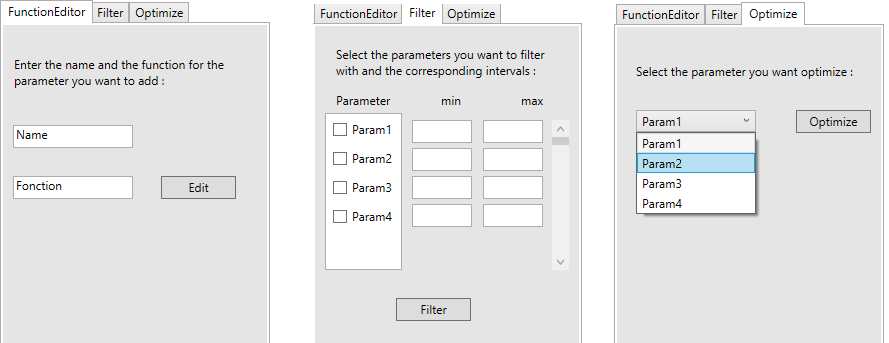 FunctionEditor Filter Optimize
Enter the name and the function for the
parameter you want to add :
Name
Fonction Edit
FunctionEditor Filter Optimize
Select the parameters you want to filter
with and the corresponding intervals :
Parameter min max
Param1
Param2
Param3
Param4
Filter
FunctionEditor Filter Optimize
Select the parameter you want optimize :
Param1 Optimize
Param1
Param2
Param3
Param4